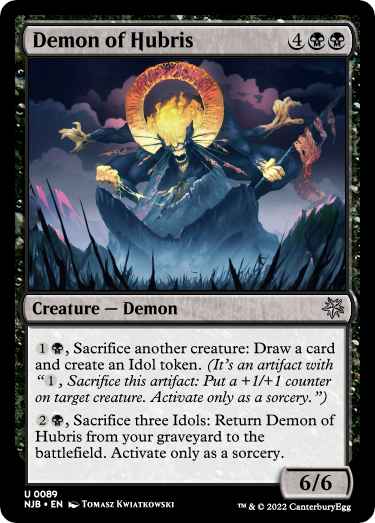 Demon of Hubris 4
Creature — Demon
1, Sacrifice another creature: Draw a card
and create an Idol token. (It's an artifact with
“1, Sacrifice this artifact: Put a +1/+1 counter
on target creature. Activate only as a sorcery.”)
2, Sacrifice three Idols: Return Demon of
Hubris from your graveyard to the
battlefield. Activate only as a sorcery.
6/6
U 0089
NJB • EN Tomasz Kwiatkowski
™ & © 2022 CanterburyEgg